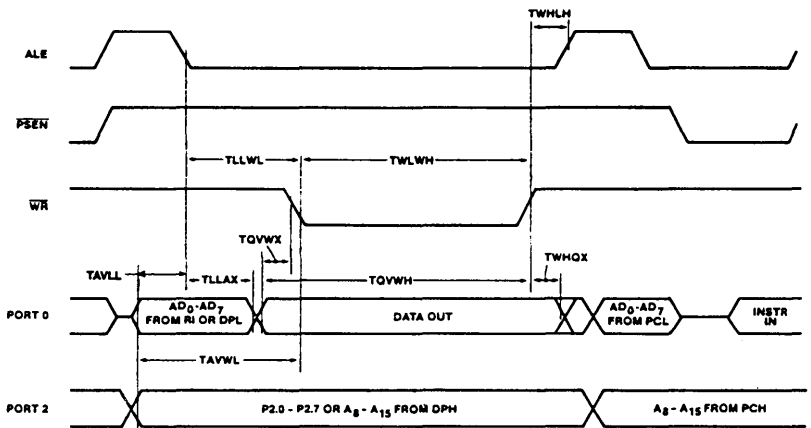 TWHLH
ALE
PSEN
TLLWL
TWLWH
WR
TQVWX
TAVLL
TLLAX
TQVWH
TWHQX
PORT 0
AD0-AD7
FROM RI OR DPL
DATA OUT
AD0-AD7
FROM PCL
INSTR
IN
TAVWL
PORT 2
P2.0 - P2.7 OR A8 - A15 FROM DPH
A8 - A15 FROM PCH